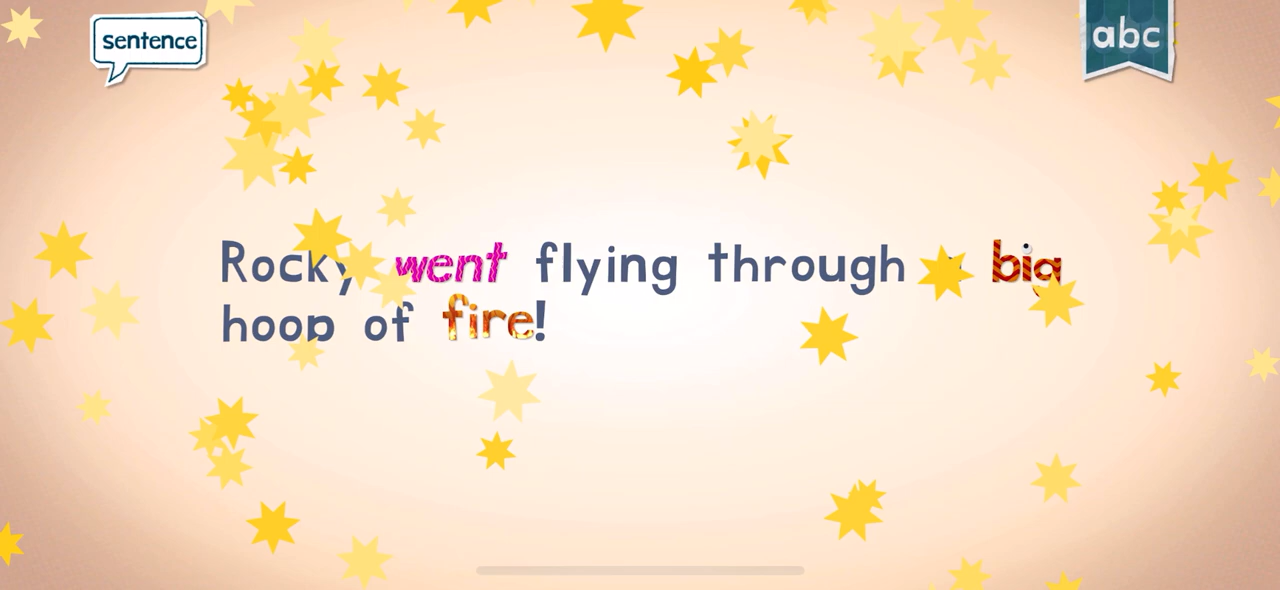 sentence
abc
Rocky went flying through big
hoop of fire!